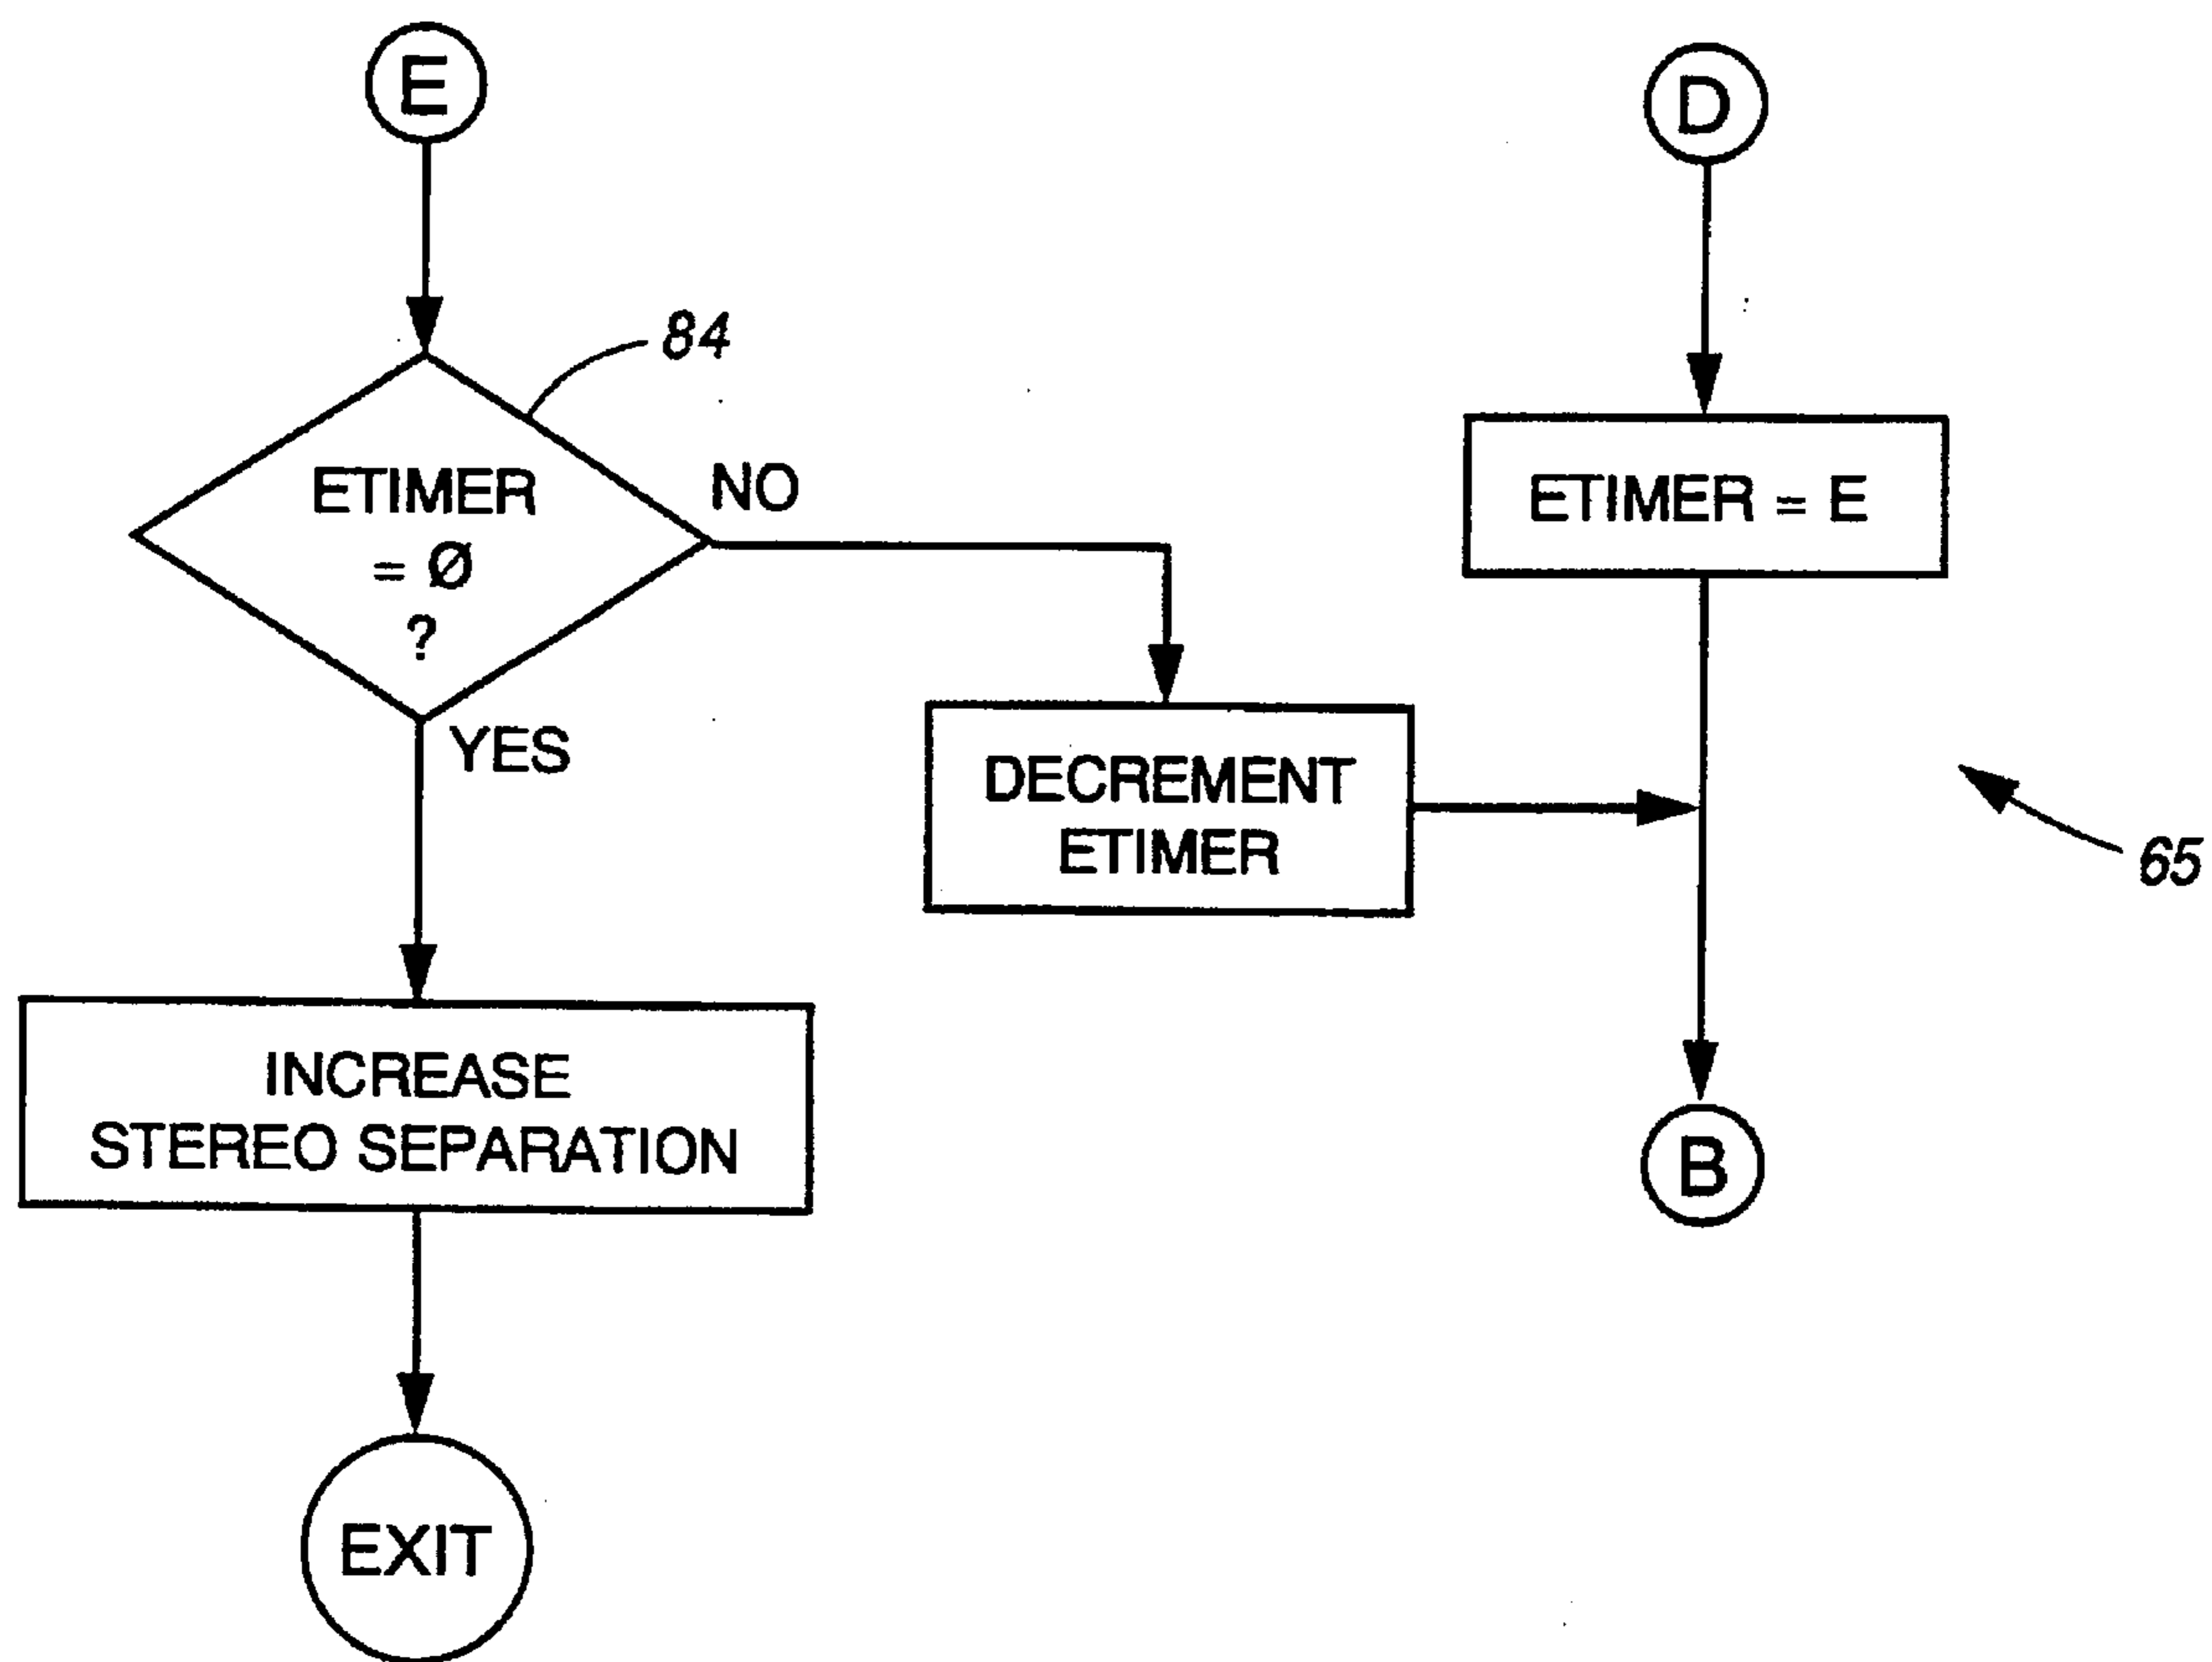 E
D
84
ETIMER
= Ø
?
NO
YES
ETIMER = E
DECREMENT
ETIMER
65
INCREASE
STEREO SEPARATION
B
EXIT